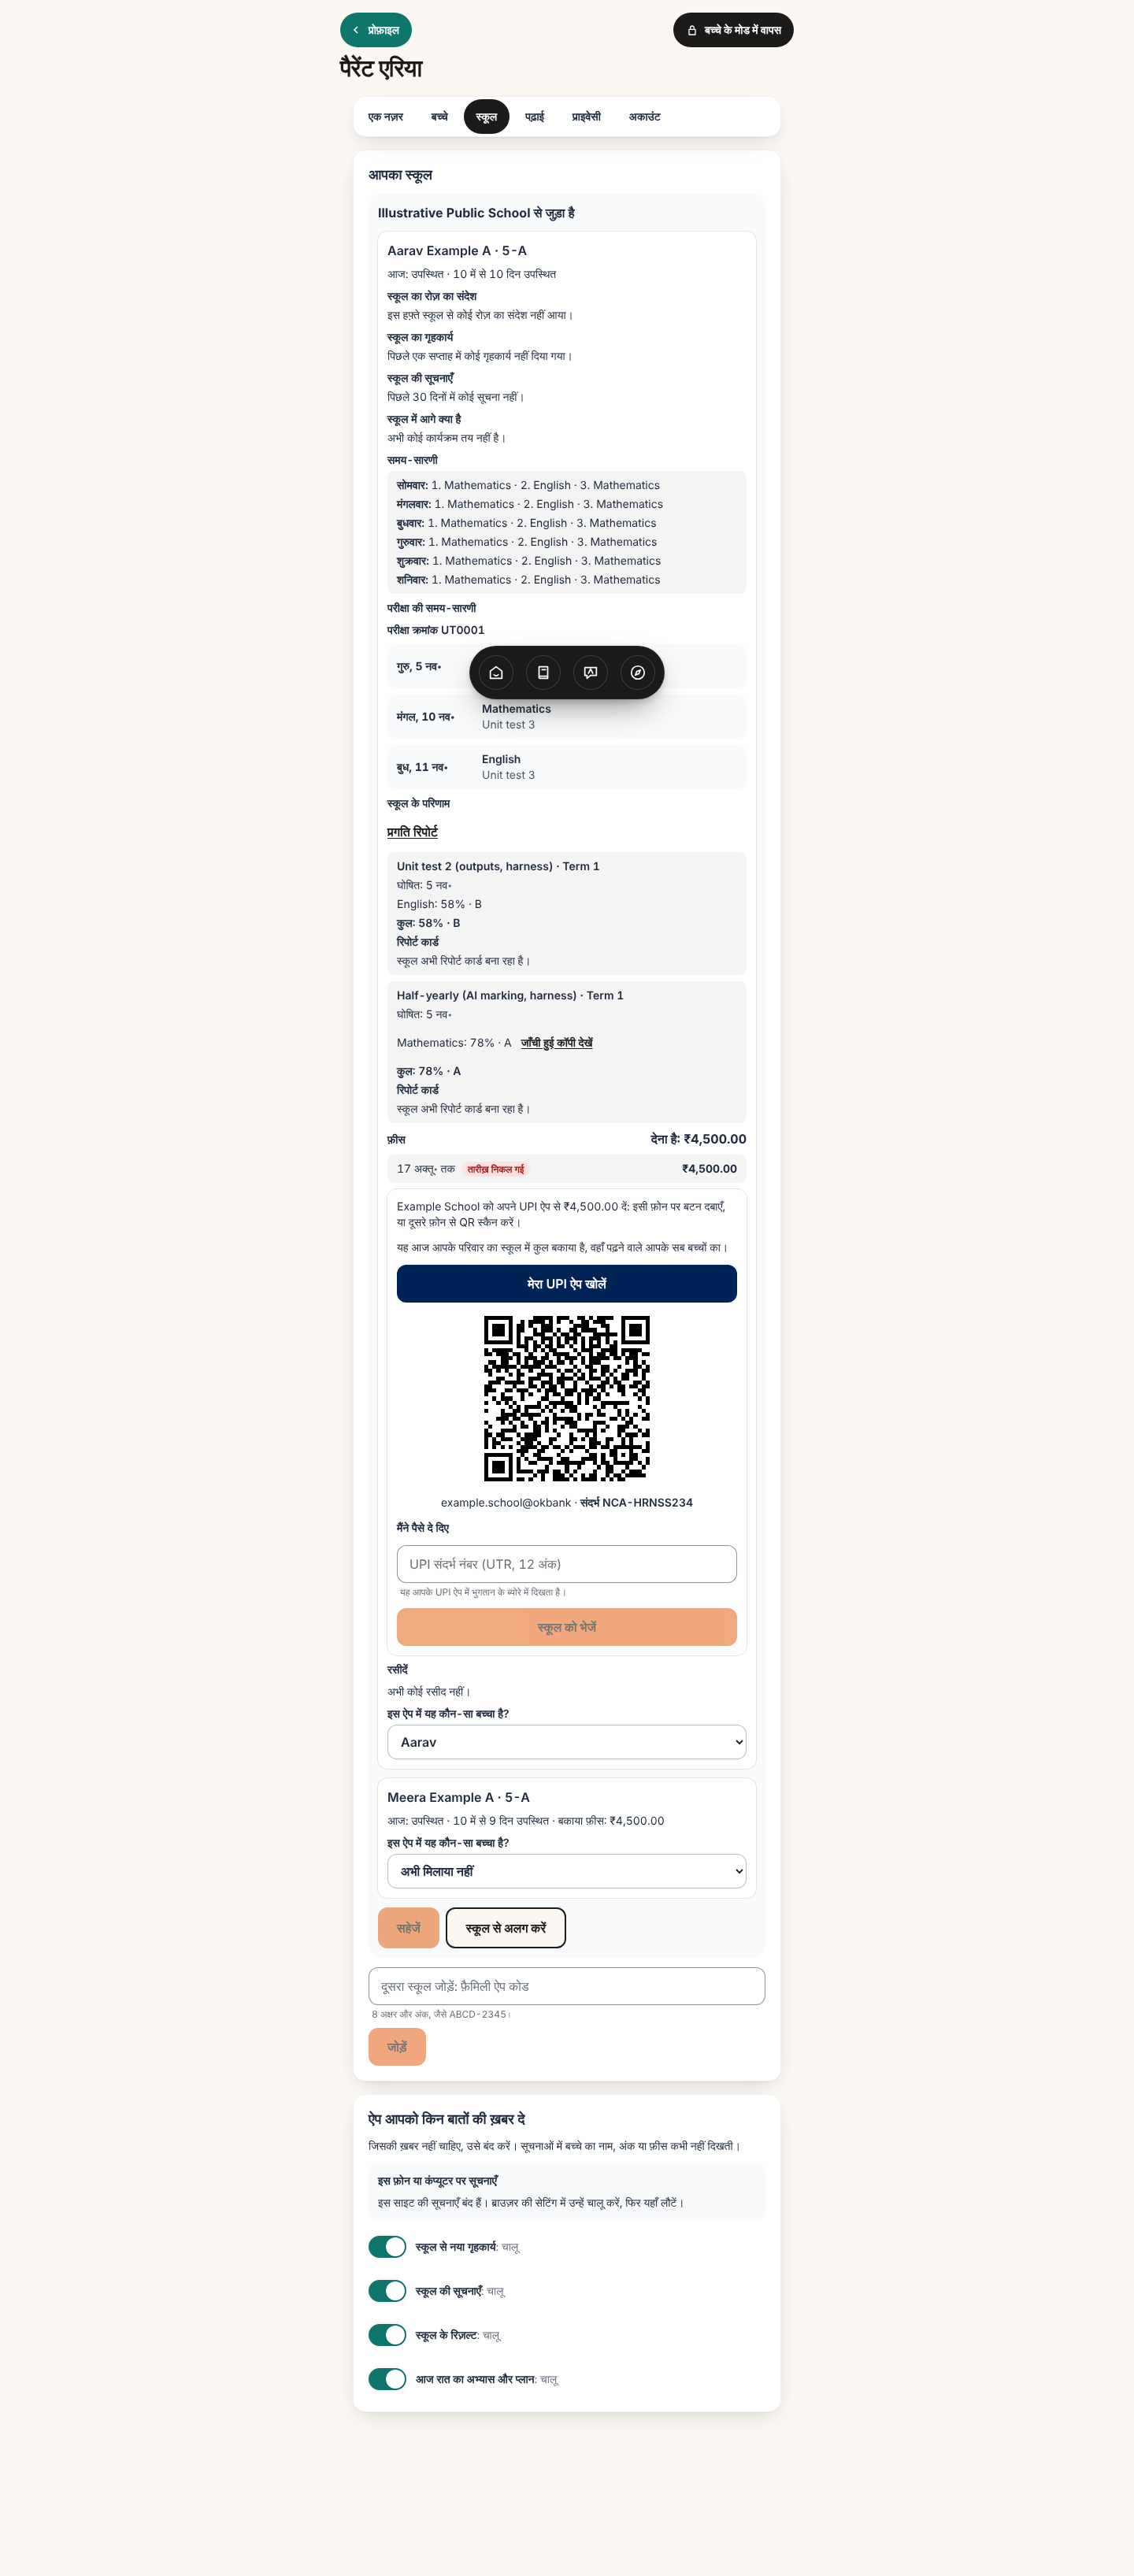 प्रोफ़ाइल
बच्चे के मोड में वापस
पैरेंट एरिया
एक नज़र
बच्चे
स्कूल
पढ़ाई
प्राइवेसी
अकाउंट
आपका स्कूल
Illustrative Public School से जुड़ा है
Aarav Example A · 5-A
आज: उपस्थित · 10 में से 10 दिन उपस्थित
स्कूल का रोज़ का संदेश
इस हफ़्ते स्कूल से कोई रोज़ का संदेश नहीं आया।
स्कूल का गृहकार्य
पिछले एक सप्ताह में कोई गृहकार्य नहीं दिया गया।
स्कूल की सूचनाएँ
पिछले 30 दिनों में कोई सूचना नहीं।
स्कूल में आगे क्या है
अभी कोई कार्यक्रम तय नहीं है।
समय-सारणी
सोमवार: 1. Mathematics · 2. English · 3. Mathematics
मंगलवार: 1. Mathematics · 2. English · 3. Mathematics
बुधवार: 1. Mathematics · 2. English · 3. Mathematics
गुरुवार: 1. Mathematics · 2. English · 3. Mathematics
शुक्रवार: 1. Mathematics · 2. English · 3. Mathematics
शनिवार: 1. Mathematics · 2. English · 3. Mathematics
परीक्षा की समय-सारणी
परीक्षा क्रमांक UT0001
गुरु, 5 नव॰
मंगल, 10 नव॰
Mathematics
Unit test 3
बुध, 11 नव॰
English
Unit test 3
स्कूल के परिणाम
प्रगति रिपोर्ट
Unit test 2 (outputs, harness) · Term 1
घोषित: 5 नव॰
English: 58% · B
कुल: 58% · B
रिपोर्ट कार्ड
स्कूल अभी रिपोर्ट कार्ड बना रहा है।
Half-yearly (AI marking, harness) · Term 1
घोषित: 5 नव॰
Mathematics: 78% · A जाँची हुई कॉपी देखें
कुल: 78% · A
रिपोर्ट कार्ड
स्कूल अभी रिपोर्ट कार्ड बना रहा है।
फ़ीस
देना है: ₹4,500.00
17 अक्तू॰ तक तारीख़ निकल गई
₹4,500.00
Example School को अपने UPI ऐप से ₹4,500.00 दें: इसी फ़ोन पर बटन दबाएँ,
या दूसरे फ़ोन से QR स्कैन करें।
यह आज आपके परिवार का स्कूल में कुल बकाया है, वहाँ पढ़ने वाले आपके सब बच्चों का।
मेरा UPI ऐप खोलें
example.school@okbank · संदर्भ NCA-HRNSS234
मैंने पैसे दे दिए
UPI संदर्भ नंबर (UTR, 12 अंक)
यह आपके UPI ऐप में भुगतान के ब्योरे में दिखता है।
स्कूल को भेजें
रसीदें
अभी कोई रसीद नहीं।
इस ऐप में यह कौन-सा बच्चा है?
Aarav
Meera Example A · 5-A
आज: उपस्थित · 10 में से 9 दिन उपस्थित · बकाया फ़ीस: ₹4,500.00
इस ऐप में यह कौन-सा बच्चा है?
अभी मिलाया नहीं
सहेजें
स्कूल से अलग करें
दूसरा स्कूल जोड़ें: फ़ैमिली ऐप कोड
8 अक्षर और अंक, जैसे ABCD-2345।
जोड़ें
ऐप आपको किन बातों की ख़बर दे
जिसकी ख़बर नहीं चाहिए, उसे बंद करें। सूचनाओं में बच्चे का नाम, अंक या फ़ीस कभी नहीं दिखती।
इस फ़ोन या कंप्यूटर पर सूचनाएँ
इस साइट की सूचनाएँ बंद हैं। ब्राउज़र की सेटिंग में उन्हें चालू करें, फिर यहाँ लौटें।
स्कूल से नया गृहकार्य: चालू
स्कूल की सूचनाएँ: चालू
स्कूल के रिज़ल्ट: चालू
आज रात का अभ्यास और प्लान: चालू